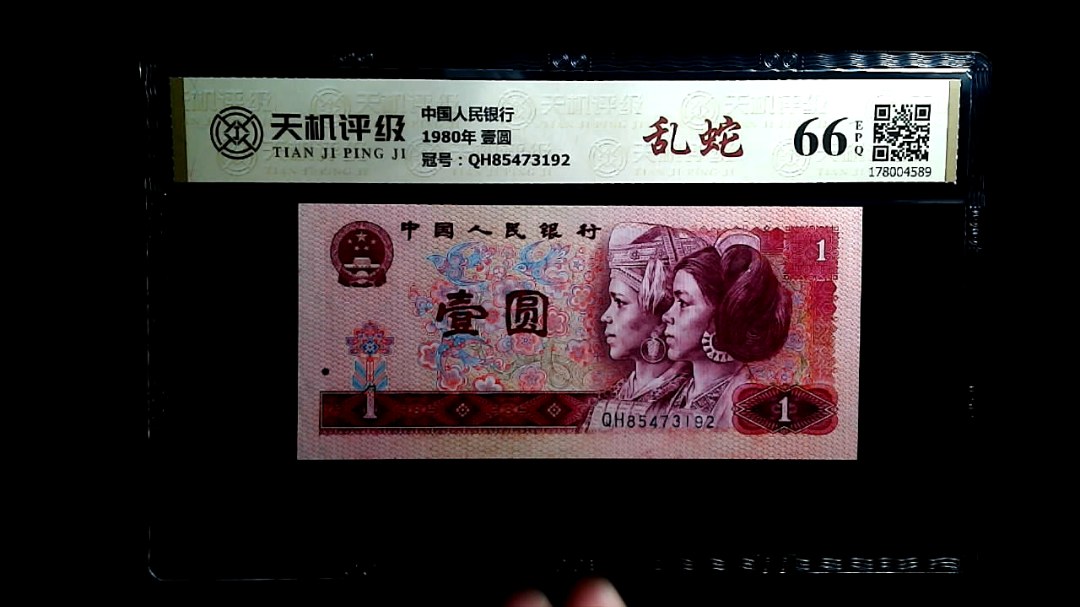 天机评级
TIAN JI PING JI
中国人民银行
1980年 壹圆
冠号：QH85473192
乱蛇
66
EPQ
178004589
中国人民银行
1
壹圆
1
1
QH85473192